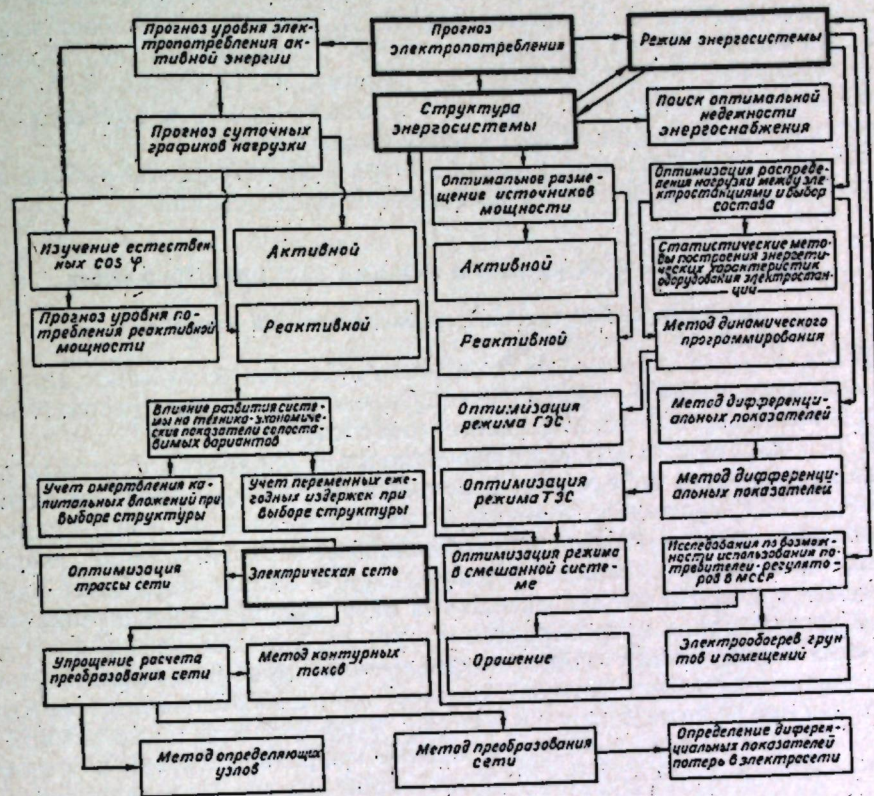 Прогноз уровня элек-
тропотребления ак-
тивной энергии
Прогноз
электропотребления
Режим энергосистемы
Структура
энергосистемы
Поиск оптимальной
недежности
энергоснабжения
Прогноз суточных
графиков нагрузки
Оптимальное разме-
щение источников
мощности
Оптимизация распреде-
ления нагрузки между эле-
ктростанциями и выбор
состава
Изучение естествен-
ных cos φ
Активной
Активной
Статистические мето-
ды построения энергети-
ческих характеристик
оборудования электростан-
ции
Прогноз уровня по-
требления реактивной
мощности
Реактивной
Реактивной
Метод динамического
программирования
Влияние развития систе-
мы на технико-экономиче-
ские показатели сопоста-
вимых вариантов
Оптимизация
режима ГЭС
Метод дифференци-
альных показателей
Учет омертвления ка-
питальных вложений при
выборе структуры
Учет переменных еже-
годных издержек при
выборе структуры
Оптимизация
режима ТЭС
Метод дифференци-
альных показателей
Оптимизация
трассы сети
Электрическая сеть
Оптимизация режима
в смешанной систе-
ме
Исследования по возмож-
ности использования по-
требителей-регулято-
ров в МССР
Упрощение расчета
преобразования сети
Метод контурных
токов
Орошение
Электрообогрев грун
тов и помещений
Метод определяющих
узлов
Метод преобразования
сети
Определение диферен-
циальных показателей
потерь в электросети